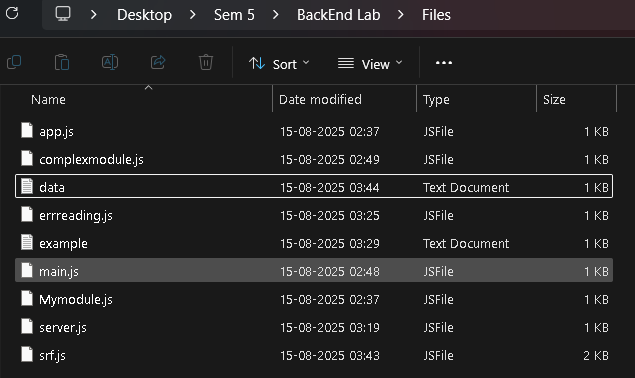 Desktop > Sem 5 > BackEnd Lab > Files
Sort View ...
Name Date modified Type Size
app.js 15-08-2025 02:37 JSFile 1 KB
complexmodule.js 15-08-2025 02:49 JSFile 1 KB
data 15-08-2025 03:44 Text Document 1 KB
errreading.js 15-08-2025 03:25 JSFile 1 KB
example 15-08-2025 03:29 Text Document 1 KB
main.js 15-08-2025 02:48 JSFile 1 KB
Mymodule.js 15-08-2025 02:37 JSFile 1 KB
server.js 15-08-2025 03:19 JSFile 1 KB
srf.js 15-08-2025 03:43 JSFile 2 KB